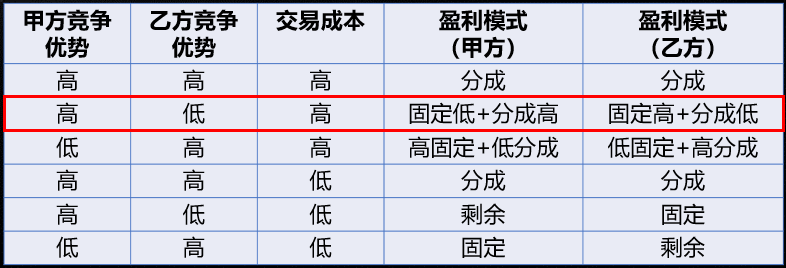 甲方竞争优势 乙方竞争优势 交易成本 盈利模式（甲方） 盈利模式（乙方）
高 高 高 分成 分成
高 低 高 固定低+分成高 固定高+分成低
低 高 高 高固定+低分成 低固定+高分成
高 高 低 分成 分成
高 低 低 剩余 固定
低 高 低 固定 剩余